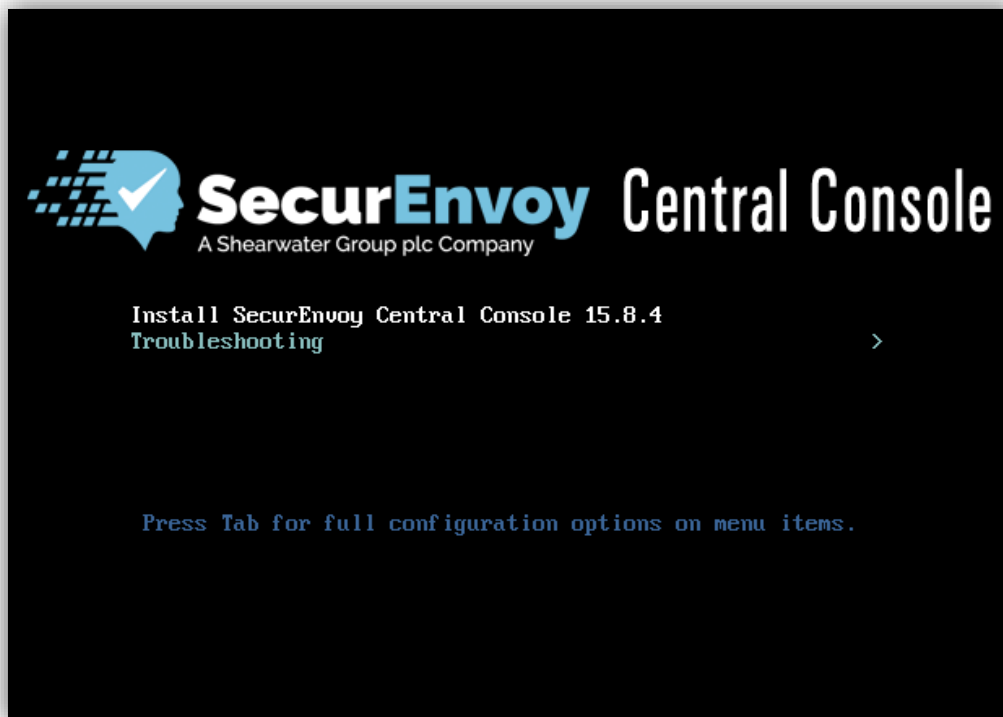 SecurEnvoy Central Console
A Shearwater Group plc Company
Install SecurEnvoy Central Console 15.8.4
Troubleshooting >
Press Tab for full configuration options on menu items.